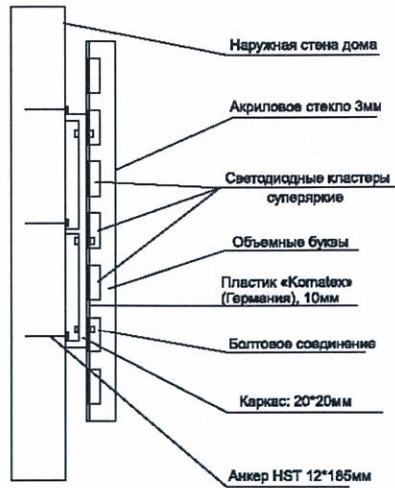 Наружная стена дома
Акриловое стекло 3мм
Светодиодные кластеры
суперяркие
Объемные буквы
Пластик «Komatex»
(Германия), 10мм
Болтовое соединение
Каркас: 20*20мм
Анкер HST 12*185мм